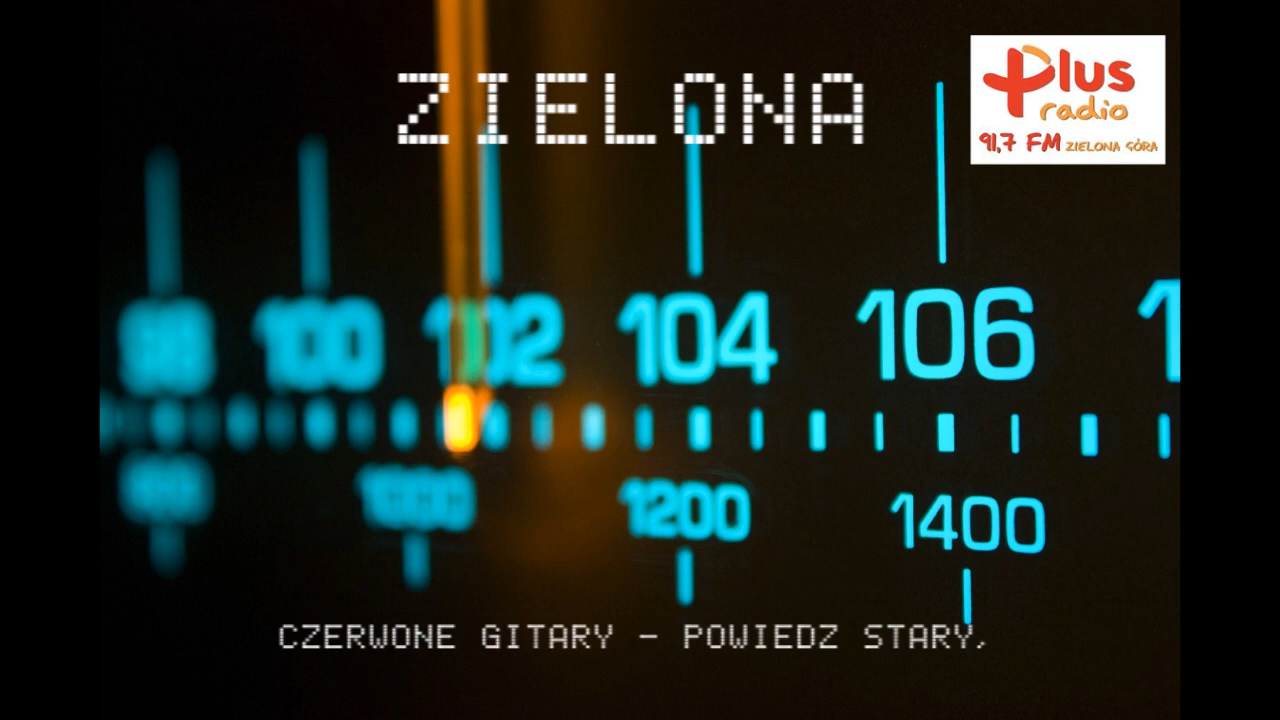 ZIELONA
Plus
radio
91,7 FM ZIELONA GÓRA
98 100 102 104 106
1000 1200 1400
CZERWONE GITARY - POWIEDZ STARY,